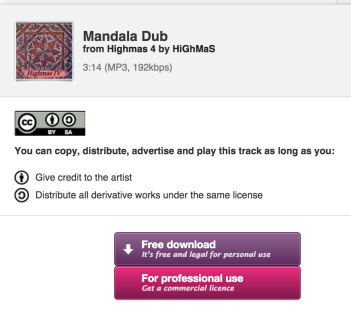 Mandala Dub
from Highmas 4 by HiGhMaS
3:14 (MP3, 192kbps)
Highmas IV
cc
BY SA
You can copy, distribute, advertise and play this track as long as you:
Give credit to the artist
Distribute all derivative works under the same license
Free download
It's free and legal for personal use
For professional use
Get a commercial licence